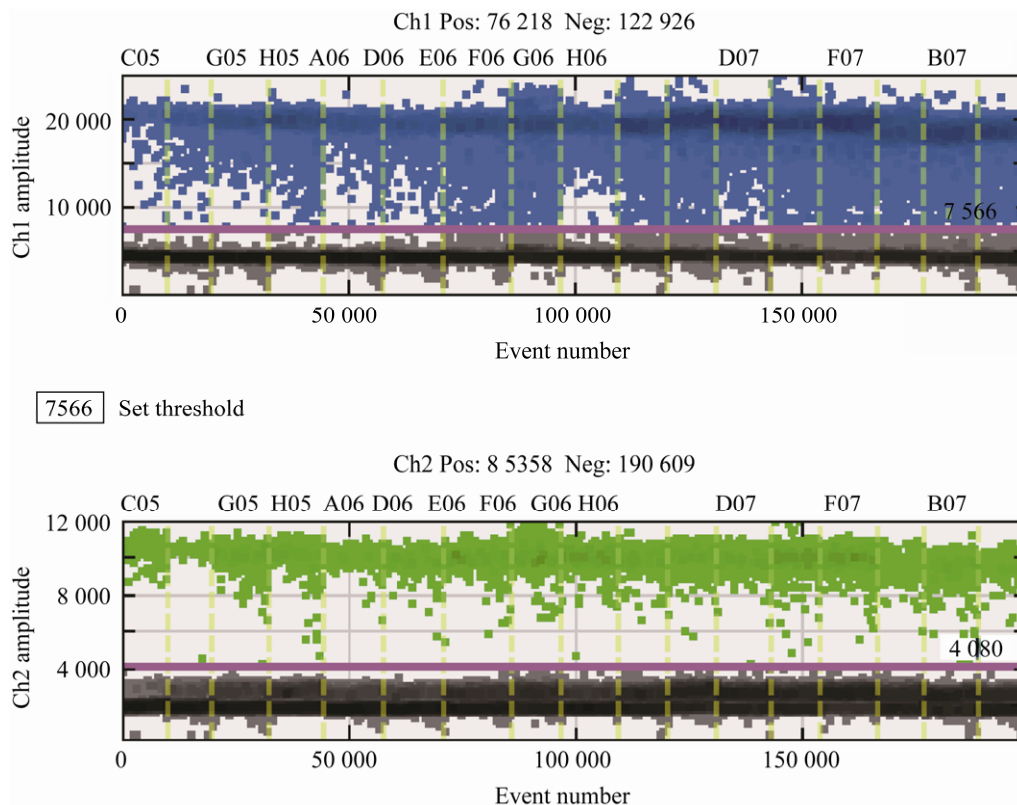 Ch1 Pos: 76 218 Neg: 122 926
C05 G05 H05 A06 D06 E06 F06 G06 H06 D07 F07 B07
20 000
10 000
7 566
Ch1 amplitude
0 50 000 100 000 150 000
Event number
7566 Set threshold
Ch2 Pos: 8 5358 Neg: 190 609
C05 G05 H05 A06 D06 E06 F06 G06 H06 D07 F07 B07
12 000
8 000
4 000
4 080
Ch2 amplitude
0 50 000 100 000 150 000
Event number